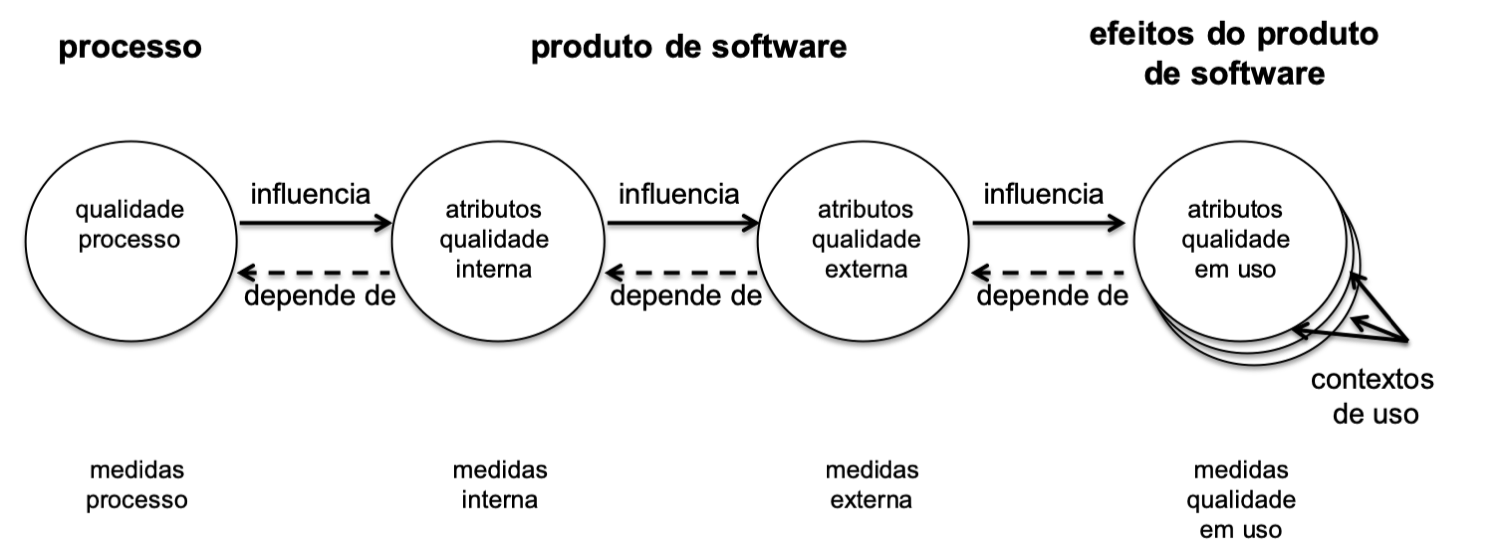 processo
produto de software
efeitos do produto
de software
qualidade
processo
influencia
depende de
atributos
qualidade
interna
influencia
depende de
atributos
qualidade
externa
influencia
depende de
atributos
qualidade
em uso
contextos
de uso
medidas
processo
medidas
interna
medidas
externa
medidas
qualidade
em uso